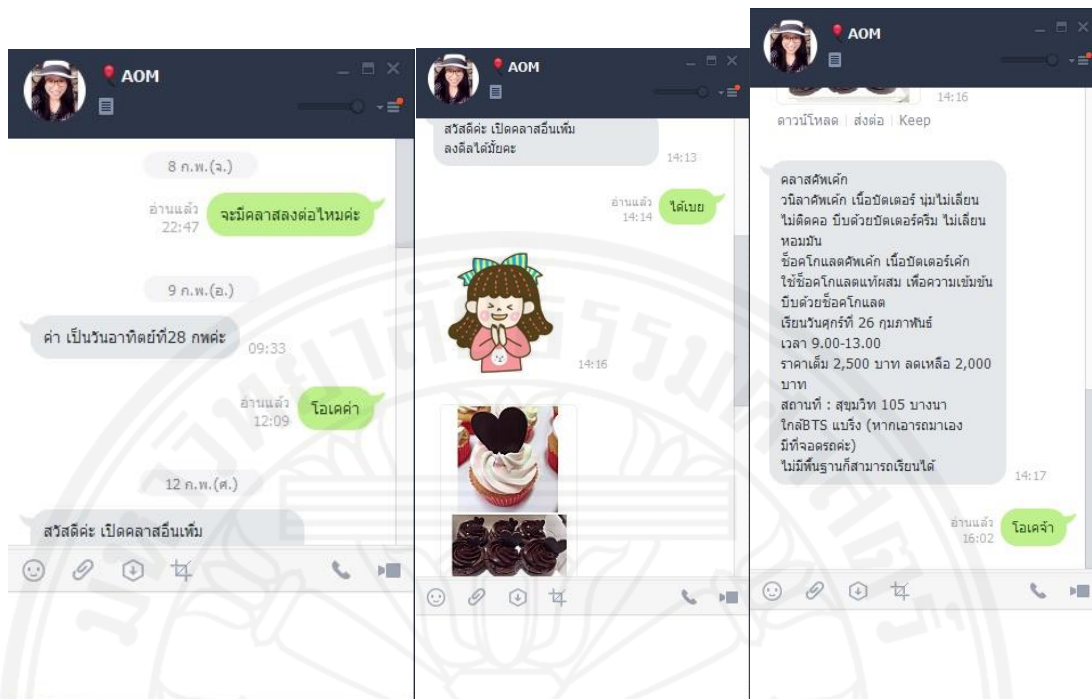 AOM
8 ก.พ.(จ.)
อ่านแล้ว
22:47
จะมีคลาสลงต่อไหมค่ะ
9 ก.พ.(อ.)
ค่า เป็นวันอาทิตย์ที่28 กพค่ะ
09:33
อ่านแล้ว
12:09
โอเคค่า
12 ก.พ.(ศ.)
สวัสดีค่ะ เปิดคลาสอื่นเพิ่ม
AOM
สวัสดีค่ะ เปิดคลาสอื่นเพิ่ม
ลงดีลได้มั้ยคะ
14:13
อ่านแล้ว
14:14
ได้เบย
14:16
AOM
14:16
ดาวน์โหลด | ส่งต่อ | Keep
คลาสคัพเค้ก
วนิลาคัพเค้ก เนื้อบัตเตอร์ นุ่มไม่เลี่ยน
ไม่ติดคอ บีบด้วยบัตเตอร์ครีม ไม่เลี่ยน
หอมมัน
ช็อคโกแลตคัพเค้ก เนื้อบัตเตอร์เค้ก
ใช้ช็อคโกแลตแท้ผสม เพื่อความเข้มข้น
บีบด้วยช็อคโกแลต
เรียนวันศุกร์ที่ 26 กุมภาพันธ์
เวลา 9.00-13.00
ราคาเต็ม 2,500 บาท ลดเหลือ 2,000
บาท
สถานที่ : สุขุมวิท 105 บางนา
ใกล้BTS แบริ่ง (หากเอารถมาเอง
มีที่จอดรถค่ะ)
ไม่มีพื้นฐานก็สามารถเรียนได้
14:17
อ่านแล้ว
16:02
โอเคจ้า